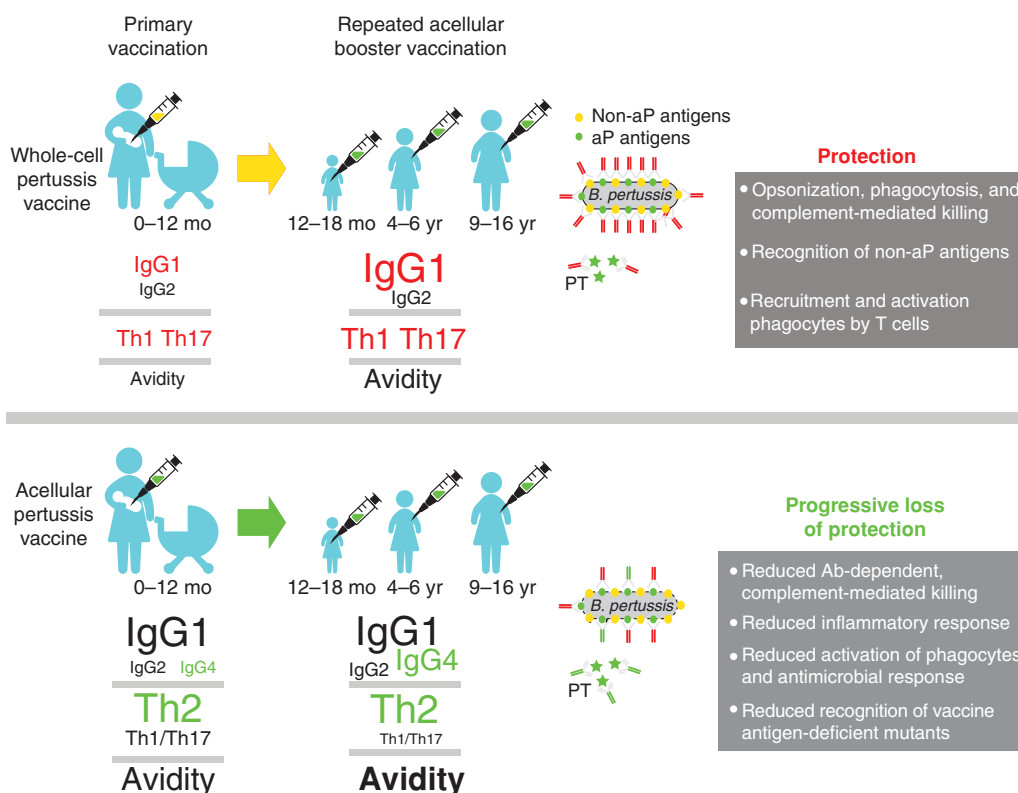 Primary
vaccination
Repeated acellular
booster vaccination
Non-aP antigens
aP antigens
Whole-cell
pertussis
vaccine
B. pertussis
0–12 mo
12–18 mo
4–6 yr
9–16 yr
PT
IgG1
IgG2
Th1 Th17
Avidity
IgG1
IgG2
Th1 Th17
Avidity
Protection
• Opsonization, phagocytosis, and
complement-mediated killing
• Recognition of non-aP antigens
• Recruitment and activation
phagocytes by T cells
Acellular
pertussis
vaccine
0–12 mo
12–18 mo
4–6 yr
9–16 yr
B. pertussis
PT
IgG1
IgG2 IgG4
Th2
Th1/Th17
Avidity
IgG1
IgG2 IgG4
Th2
Th1/Th17
Avidity
Progressive loss
of protection
• Reduced Ab-dependent,
complement-mediated killing
• Reduced inflammatory response
• Reduced activation of phagocytes
and antimicrobial response
• Reduced recognition of vaccine
antigen-deficient mutants